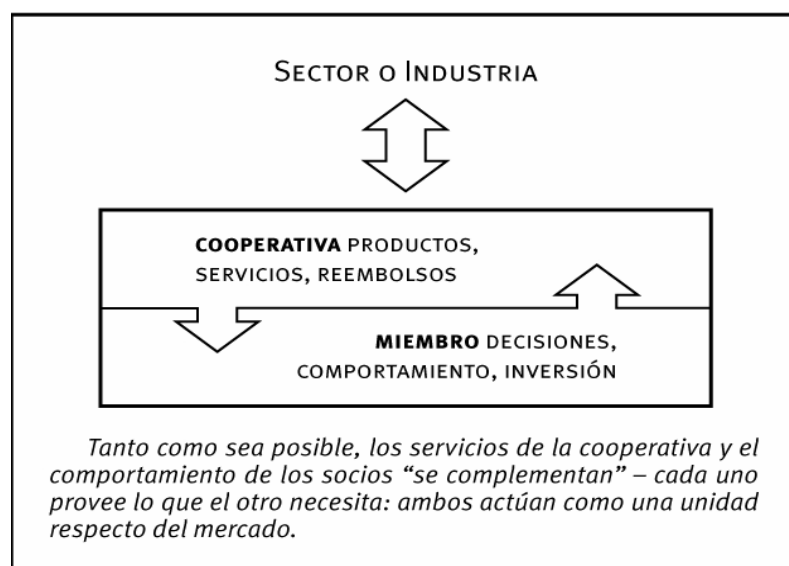 SECTOR O INDUSTRIA
COOPERATIVA PRODUCTOS,
SERVICIOS, REEMBOLSOS
MIEMBRO DECISIONES,
COMPORTAMIENTO, INVERSIÓN
Tanto como sea posible, los servicios de la cooperativa y el
comportamiento de los socios “se complementan” – cada uno
provee lo que el otro necesita: ambos actúan como una unidad
respecto del mercado.